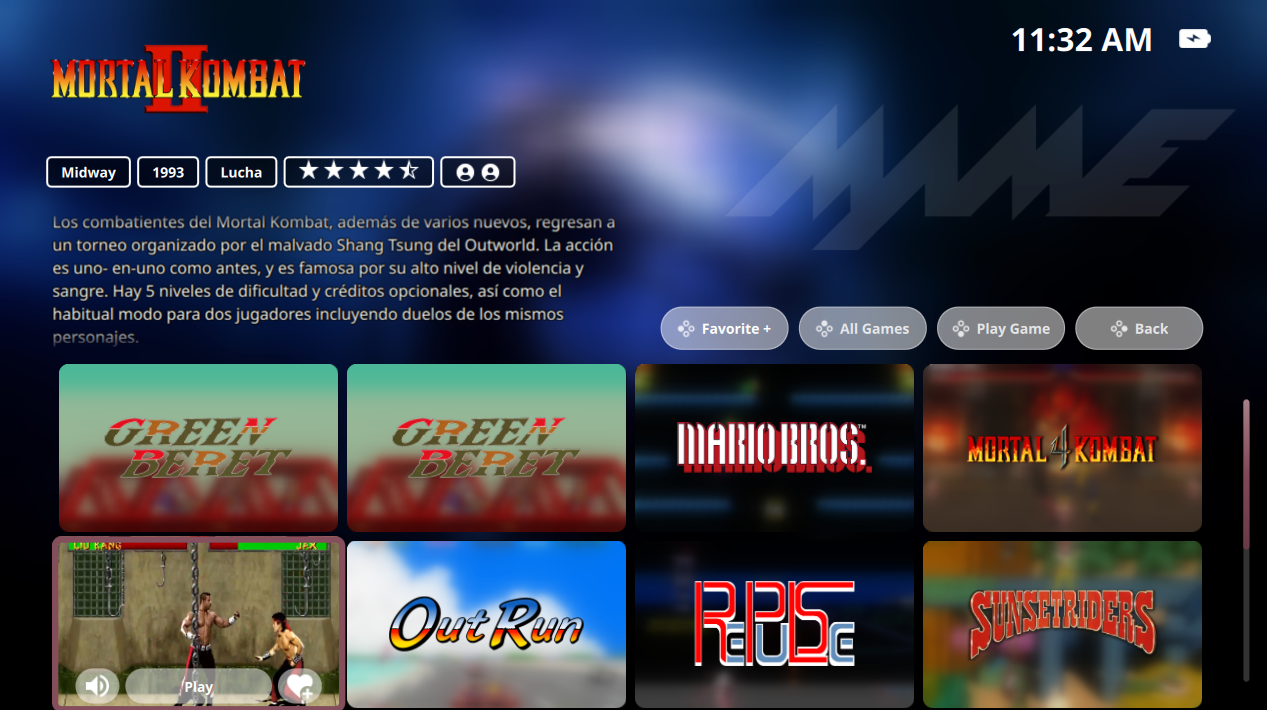 11:32 AM
MORTAL KOMBAT II
MAME
Midway
1993
Lucha
Los combatientes del Mortal Kombat, además de varios nuevos, regresan a
un torneo organizado por el malvado Shang Tsung del Outworld. La acción
es uno- en-uno como antes, y es famosa por su alto nivel de violencia y
sangre. Hay 5 niveles de dificultad y créditos opcionales, así como el
habitual modo para dos jugadores incluyendo duelos de los mismos
personajes.
Favorite +
All Games
Play Game
Back
GREEN
BERET
GREEN
BERET
MARIO BROS.™
MORTAL 4 KOMBAT
LIU KANG
JAX
Play
OutRun
SUNSETRIDERS